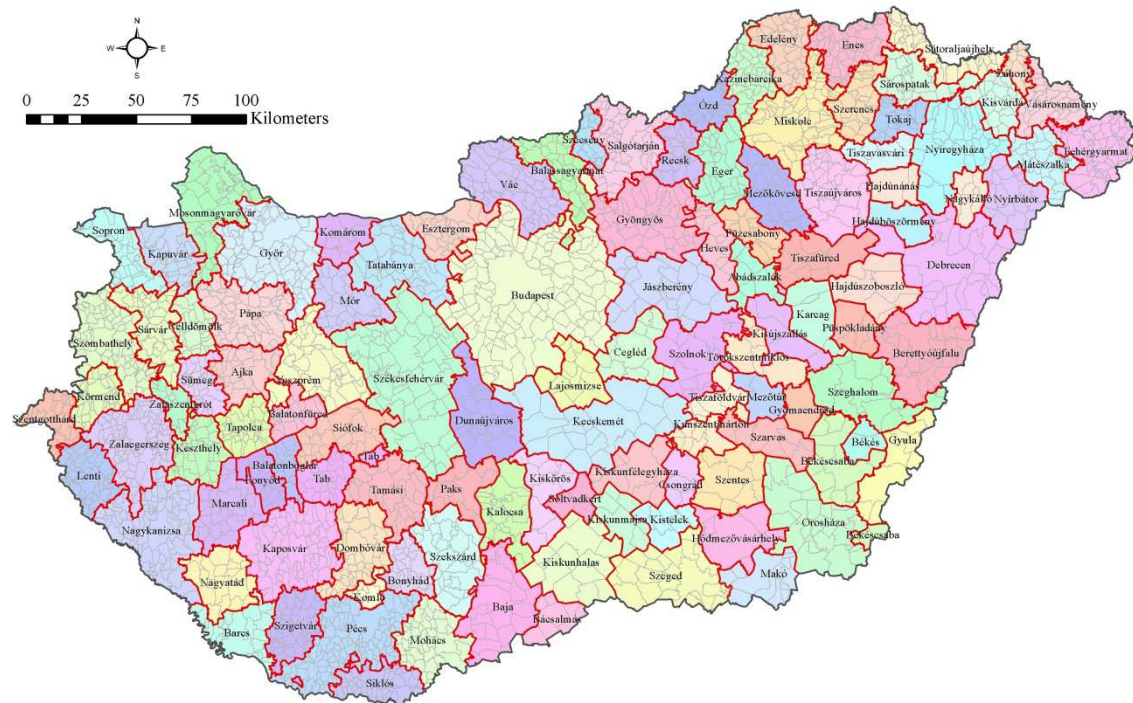 N
W E
S
0 25 50 75 100
Kilometers
Edelény
Encs
Sátoraljaújhely
Kazincbarcika
Sárospatak
Záhony
Ózd
Szerencs
Kisvárda
Vásárosnamény
Miskolc
Tokaj
Szécsény
Salgótarján
Recsk
Nyíregyháza
Fehérgyarmat
Tiszavasvári
Mátészalka
Balassagyarmat
Eger
Vác
Mezőkövesd
Tiszaújváros
Hajdúnánás
Nagykálló
Nyírbátor
Mosonmagyaróvár
Gyöngyös
Hajdúböszörmény
Sopron
Komárom
Esztergom
Füzesabony
Kapuvár
Győr
Heves
Tatabánya
Tiszafüred
Debrecen
Abádszalók
Hajdúszoboszló
Budapest
Jászberény
Mór
Pápa
Karcag
Sárvár
Celldömölk
Püspökladány
Kisújszállás
Szombathely
Cegléd
Szolnok
Berettyóújfalu
Törökszentmiklós
Ajka
Veszprém
Székesfehérvár
Sümeg
Lajosmizse
Szeghalom
Körmend
Zalaszentgrót
Tiszaföldvár
Mezőtúr
Gyomaendrőd
Szentgotthárd
Tapolca
Balatonfüred
Dunaújváros
Kecskemét
Kunszentmárton
Zalaegerszeg
Siófok
Szarvas
Békés
Gyula
Keszthely
Tab
Békéscsaba
Balatonboglár
Lenti
Fonyód
Tab
Kiskunfélegyháza
Kiskőrös
Csongrád
Szentes
Marcali
Tamási
Paks
Soltvadkert
Nagykanizsa
Kalocsa
Kiskunmajsa
Kistelek
Orosháza
Kaposvár
Dombóvár
Szekszárd
Hódmezővásárhely
Békéscsaba
Kiskunhalas
Nagyatád
Bonyhád
Szeged
Makó
Komló
Baja
Bácsalmás
Barcs
Szigetvár
Pécs
Mohács
Siklós